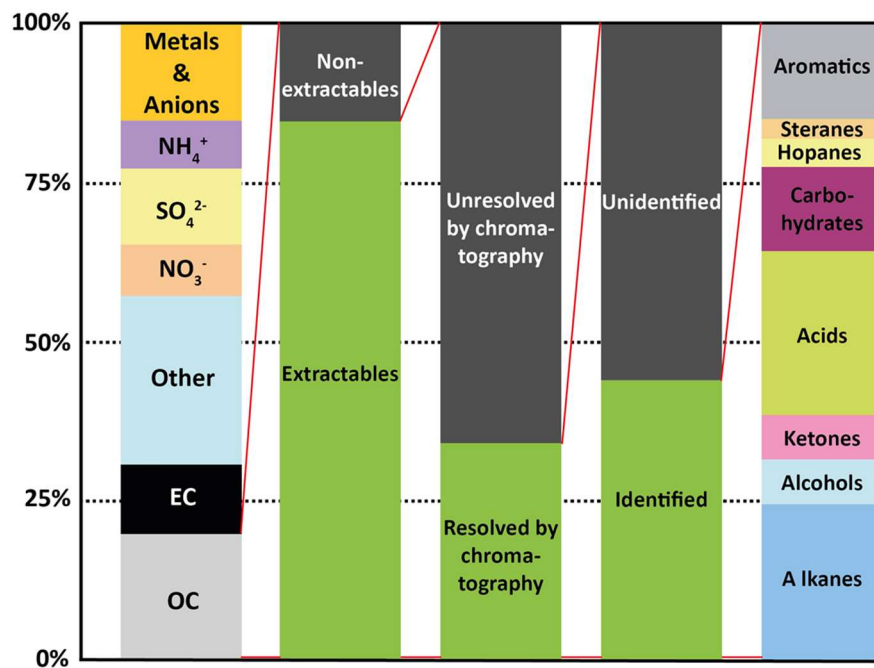 100%
75%
50%
25%
0%
Metals
&
Anions
NH₄⁺
SO₄²⁻
NO₃⁻
Other
EC
OC
Non-
extractables
Extractables
Unresolved
by chroma-
tography
Resolved by
chroma-
tography
Unidentified
Identified
Aromatics
Steranes
Hopanes
Carbo-
hydrates
Acids
Ketones
Alcohols
A lkanes